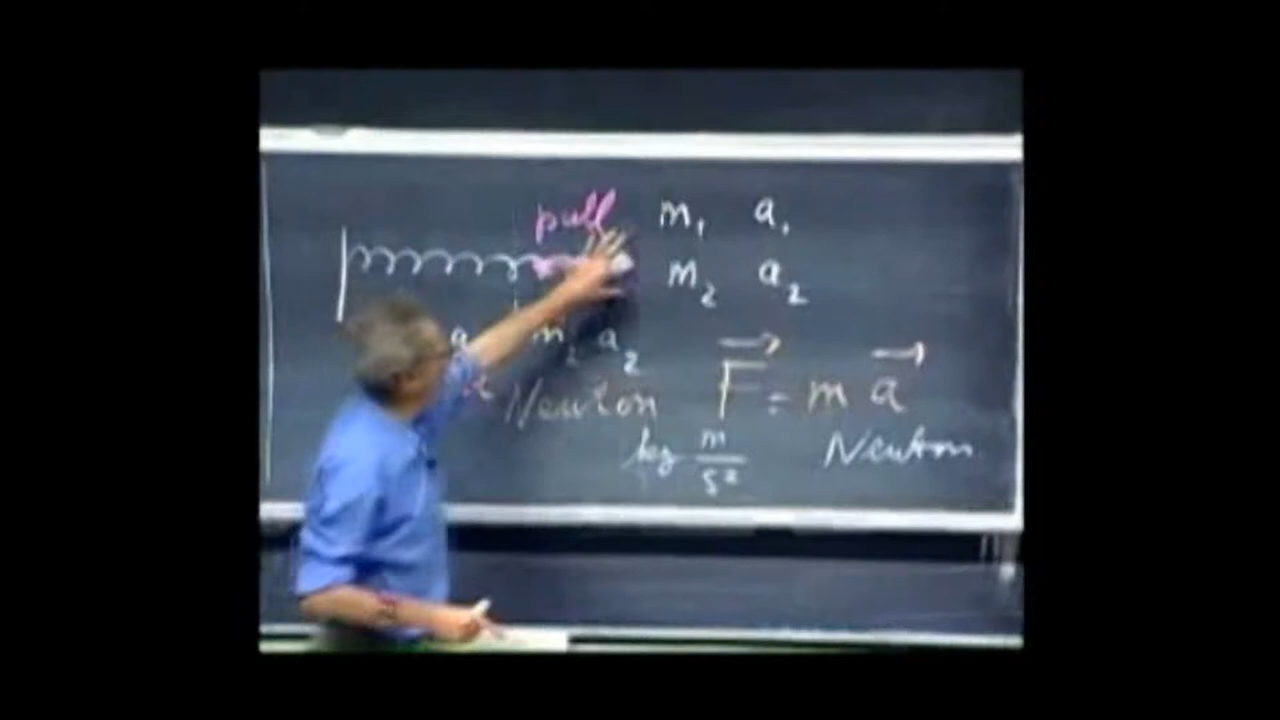 pull m₁ a₁
m₂ a₂
a m₂ a₂
Newton F⃗ = m a⃗
kg m/s² Newton